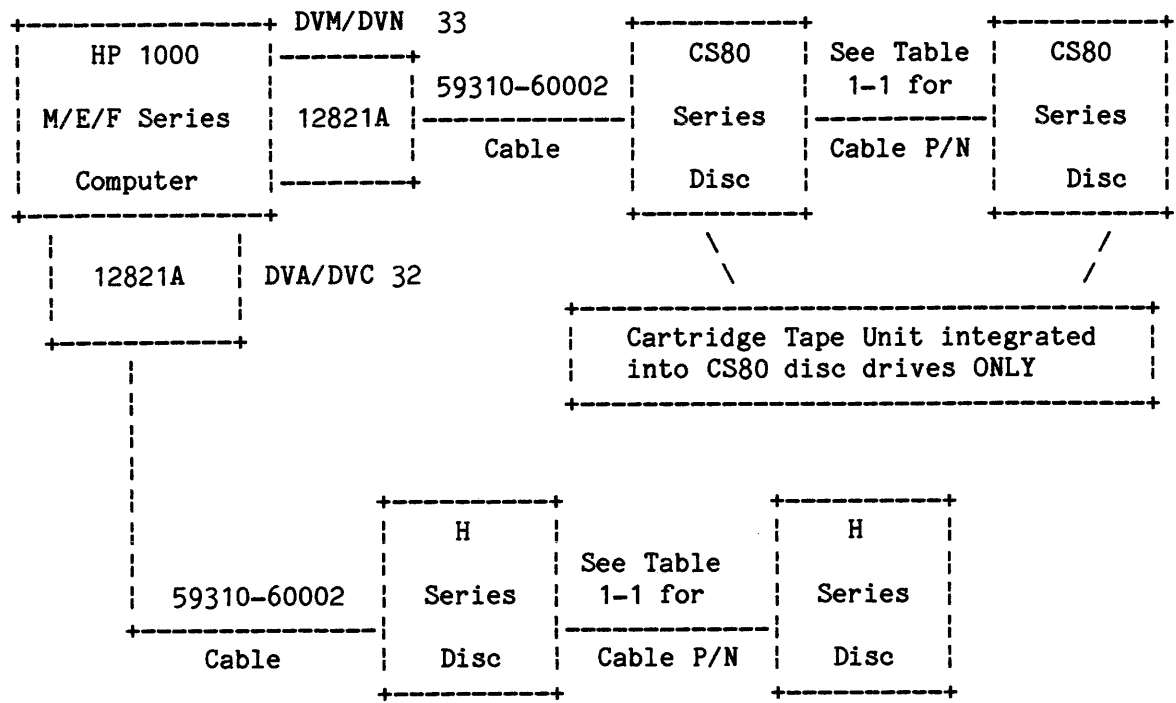 DVM/DVN 33
HP 1000
M/E/F Series
Computer
12821A
59310-60002
Cable
CS80
Series
Disc
See Table
1-1 for
Cable P/N
CS80
Series
Disc
12821A
DVA/DVC 32
Cartridge Tape Unit integrated
into CS80 disc drives ONLY
59310-60002
Cable
H
Series
Disc
See Table
1-1 for
Cable P/N
H
Series
Disc